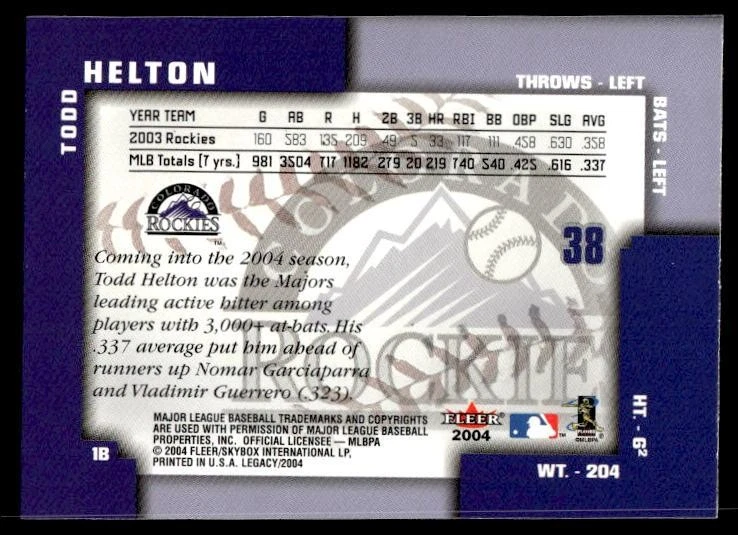 TODD
HELTON
THROWS - LEFT
BATS - LEFT
YEAR TEAM G AB R H 2B 3B HR RBI BB OBP SLG AVG
2003 Rockies 160 583 135 209 49 5 33 117 111 .458 .630 .358
MLB Totals (7 yrs.) 981 3504 717 1182 279 20 219 740 540 .425 .616 .337
COLORADO
ROCKIES
TM
COLORADO
ROCKIE
38
Coming into the 2004 season,
Todd Helton was the Majors
leading active hitter among
players with 3,000+ at-bats. His
.337 average put him ahead of
runners up Nomar Garciaparra
and Vladimir Guerrero (.323).
MAJOR LEAGUE BASEBALL TRADEMARKS AND COPYRIGHTS
ARE USED WITH PERMISSION OF MAJOR LEAGUE BASEBALL
PROPERTIES, INC. OFFICIAL LICENSEE — MLBPA
© 2004 FLEER/SKYBOX INTERNATIONAL LP,
PRINTED IN U.S.A. LEGACY/2004
FLEER
2004
TM
©MLBPA
1B
HT. - 6²
WT. - 204